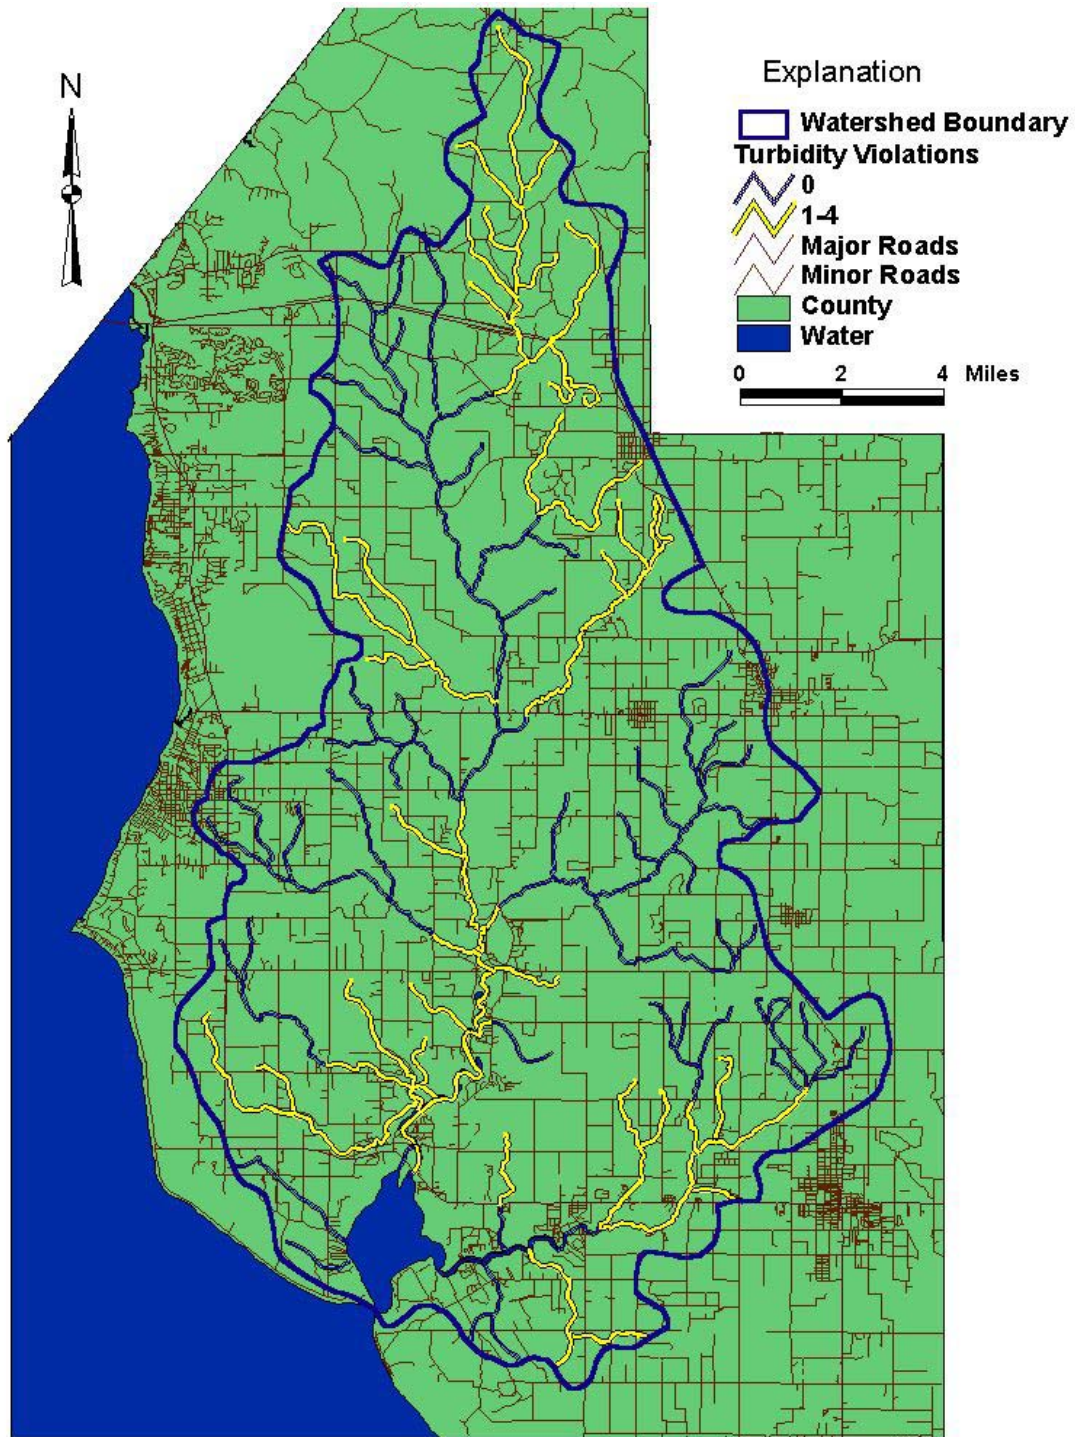 N
Explanation
Watershed Boundary
Turbidity Violations
0
1-4
Major Roads
Minor Roads
County
Water
0 2 4 Miles